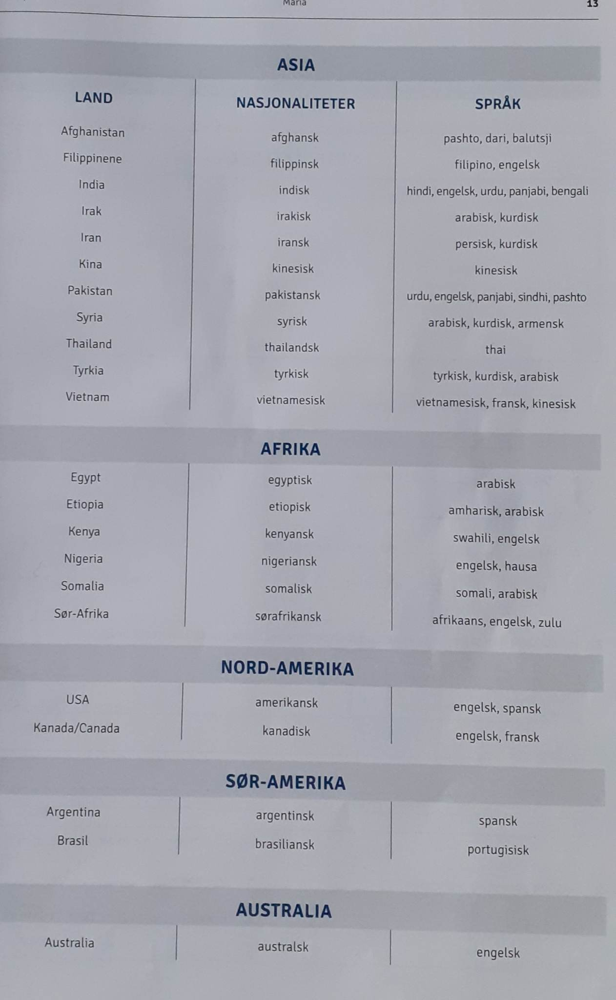 Maria 13
ASIA
LAND NASJONALITETER SPRÅK
Afghanistan afghansk pashto, dari, balutsji
Filippinene filippinsk filipino, engelsk
India indisk hindi, engelsk, urdu, panjabi, bengali
Irak irakisk arabisk, kurdisk
Iran iransk persisk, kurdisk
Kina kinesisk kinesisk
Pakistan pakistansk urdu, engelsk, panjabi, sindhi, pashto
Syria syrisk arabisk, kurdisk, armensk
Thailand thailandsk thai
Tyrkia tyrkisk tyrkisk, kurdisk, arabisk
Vietnam vietnamesisk vietnamesisk, fransk, kinesisk
AFRIKA
Egypt egyptisk arabisk
Etiopia etiopisk amharisk, arabisk
Kenya kenyansk swahili, engelsk
Nigeria nigeriansk engelsk, hausa
Somalia somalisk somali, arabisk
Sør-Afrika sørafrikansk afrikaans, engelsk, zulu
NORD-AMERIKA
USA amerikansk engelsk, spansk
Kanada/Canada kanadisk engelsk, fransk
SØR-AMERIKA
Argentina argentinsk spansk
Brasil brasiliansk portugisisk
AUSTRALIA
Australia australsk engelsk